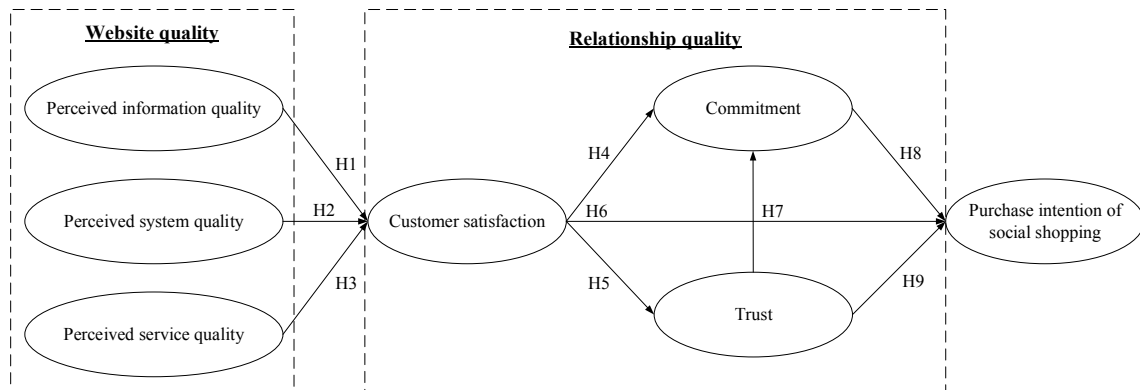 Website quality
Relationship quality
Perceived information quality
Commitment
H1
H4
H8
Perceived system quality
H2
Customer satisfaction
H6
H7
Purchase intention of
social shopping
H3
H5
H9
Perceived service quality
Trust